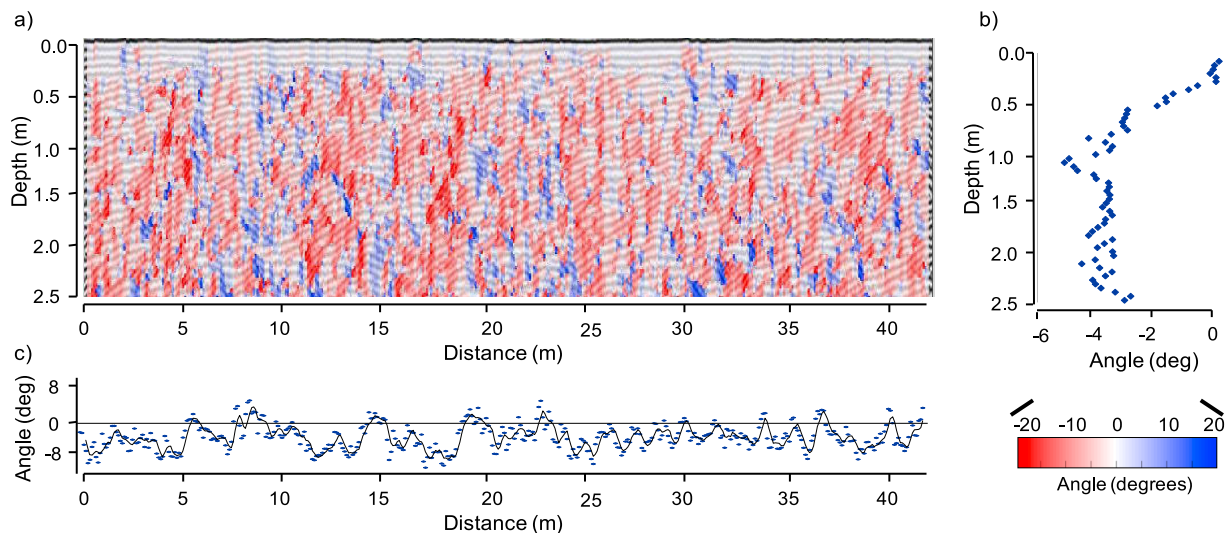 a)
0.0
0.5
1.0
1.5
2.0
2.5
Depth (m)
0 5 10 15 20 25 30 35 40
Distance (m)
b)
0.0
0.5
1.0
1.5
2.0
2.5
Depth (m)
-6 -4 -2 0
Angle (deg)
c)
8
0
-8
Angle (deg)
0 5 10 15 20 25 30 35 40
Distance (m)
-20 -10 0 10 20
Angle (degrees)